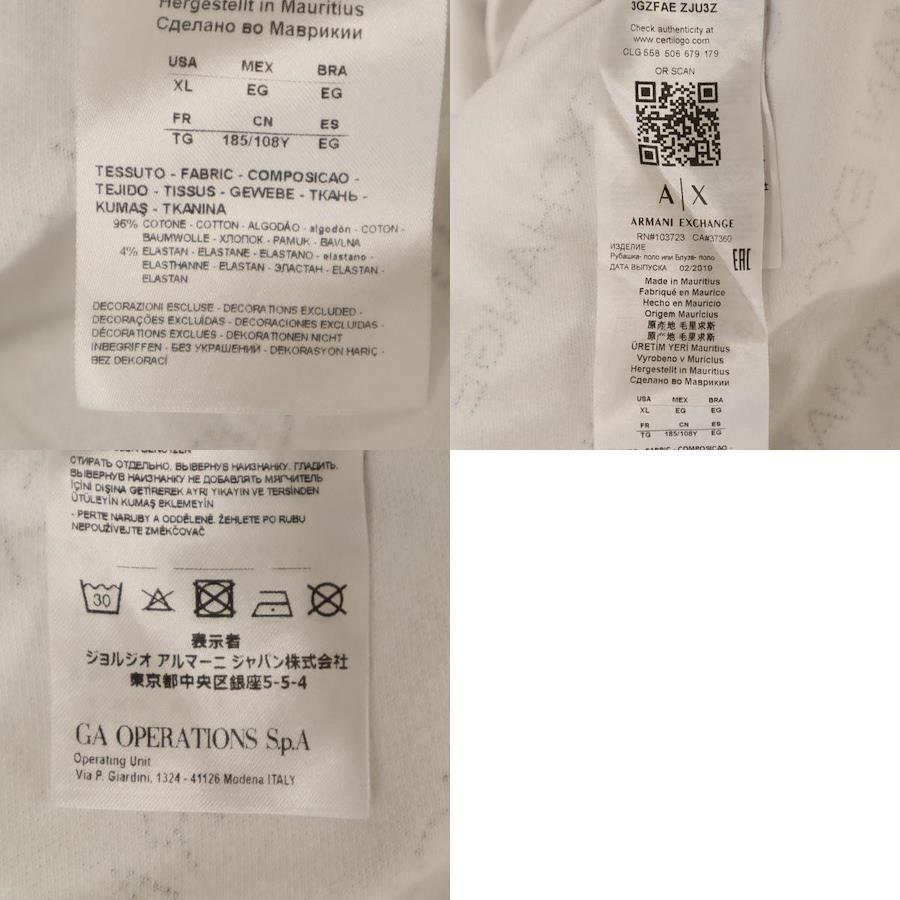 Hergestellt in Mauritius
Сделано во Маврикии
USA MEX BRA
XL EG EG
FR CN ES
TG 185/108Y EG
TESSUTO - FABRIC - COMPOSICAO -
TEJIDO - TISSUS - GEWEBE - ТКАНЬ -
KUMAŞ - TKANINA
96% COTONE - COTTON - ALGODÃO - algodón - COTON -
BAUMWOLLE - ХЛОПОК - PAMUK - BAVLNA
4% ELASTAN - ELASTANE - ELASTANO - elastano -
ELASTHANNE - ELASTAN - ЭЛАСТАН - ELASTAN -
ELASTAN
DECORAZIONI ESCLUSE - DECORATIONS EXCLUDED -
DECORAÇÕES EXCLUÍDAS - DECORACIONES EXCLUIDAS -
DÉCORATIONS EXCLUES - DEKORATIONEN NICHT
INBEGRIFFEN - БЕЗ УКРАШЕНИЙ - DEKORASYON HARİÇ -
BEZ DEKORACÍ
3GZFAE ZJU3Z
Check authenticity at
www.certilogo.com
CLG 558 506 679 179
OR SCAN
A|X
ARMANI EXCHANGE
RN#103723 CA#37360
ИЗДЕЛИЕ
Рубашка- поло или Блуза- поло
ДАТА ВЫПУСКА 02/2019
EAC
Made in Mauritius
Fabriqué en Maurice
Hecho en Mauricio
Origem Maurícius
原産地 毛里求斯
原产地 毛里求斯
ÜRETİM YERİ Mauritius
Vyrobeno v Mauricius
Hergestellt in Mauritius
Сделано во Маврикии
USA MEX BRA
XL EG EG
FR CN ES
TG 185/108Y EG
TESSUTO - FABRIC - COMPOSICAO -
СТИРАТЬ ОТДЕЛЬНО, ВЫВЕРНУВ НАИЗНАНКУ. ГЛАДИТЬ,
ВЫВЕРНУВ НАИЗНАНКУ НЕ ДОБАВЛЯТЬ МЯГЧИТЕЛЬ
İÇİNİ DIŞINA GETİREREK AYRI YIKAYIN VE TERSİNDEN
ÜTÜLEYİN KUMAŞ EKLEMEYİN
- PERTE NARUBY A ODDĚLENĚ. ŽEHLETE PO RUBU
NEPOUŽÍVEJTE ZMĚKČOVAČ
30
表示者
ジョルジオ アルマーニ ジャパン株式会社
東京都中央区銀座5-5-4
GA OPERATIONS S.p.A
Operating Unit
Via P. Giardini, 1324 - 41126 Modena ITALY